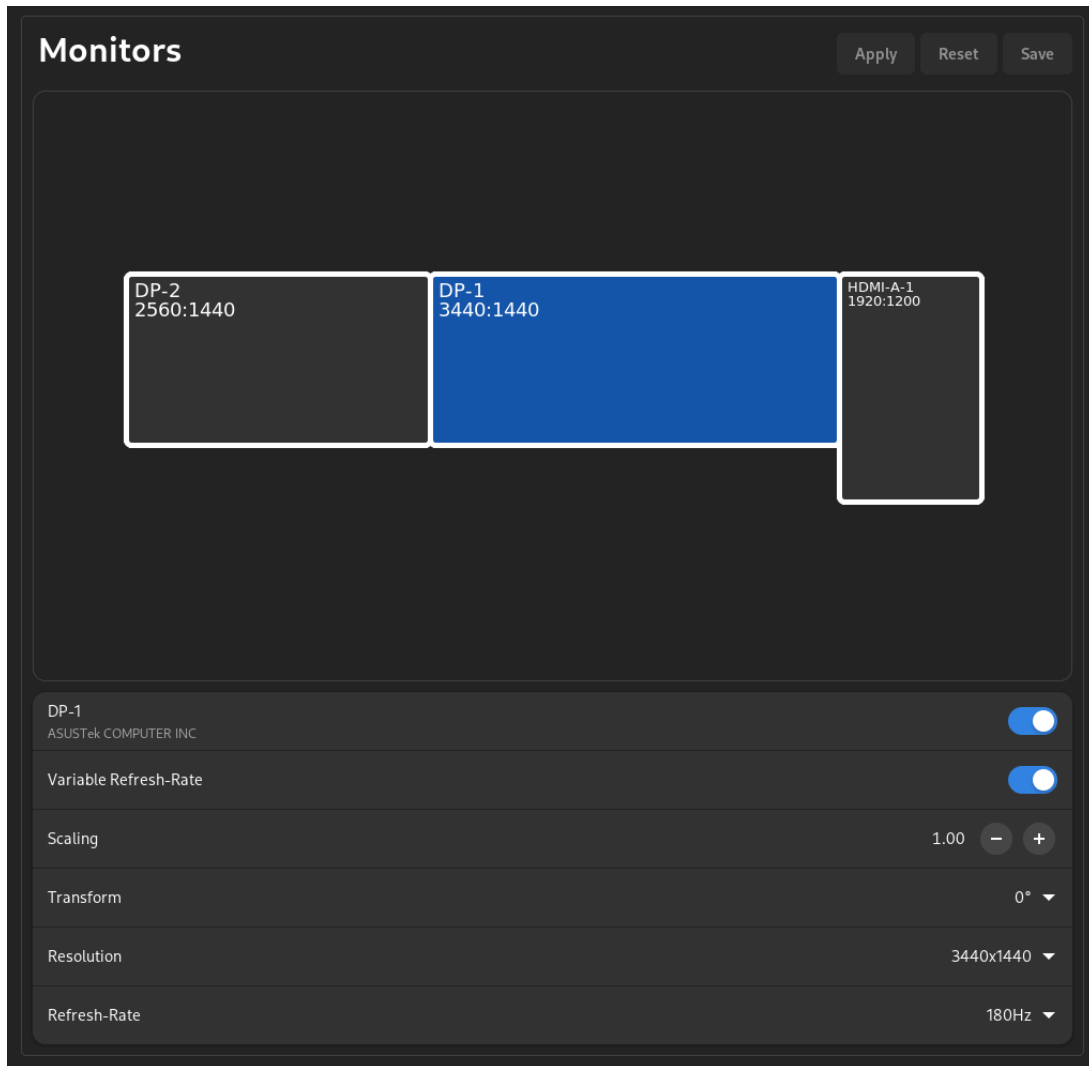 Monitors
Apply
Reset
Save
DP-2
2560:1440
DP-1
3440:1440
HDMI-A-1
1920:1200
DP-1
ASUSTek COMPUTER INC
Variable Refresh-Rate
Scaling
1.00
Transform
0°
Resolution
3440x1440
Refresh-Rate
180Hz